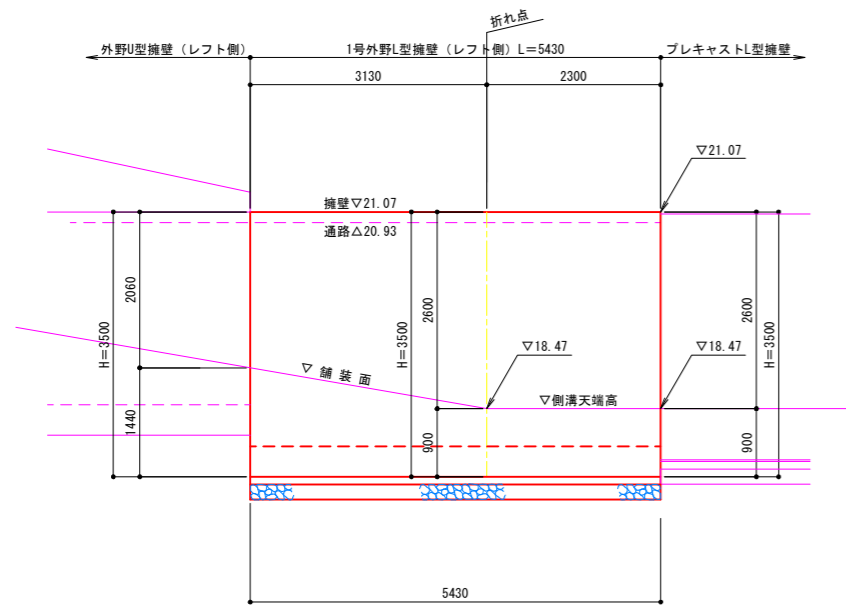 折れ点
外野U型擁壁（レフト側）
1号外野L型擁壁（レフト側）L＝5430
プレキャストL型擁壁
3130
2300
▽21.07
擁壁▽21.07
通路△20.93
2060
H＝3500
1440
H＝3500
2600
900
▽舗装面
▽18.47
▽側溝天端高
▽18.47
2600
H＝3500
900
5430